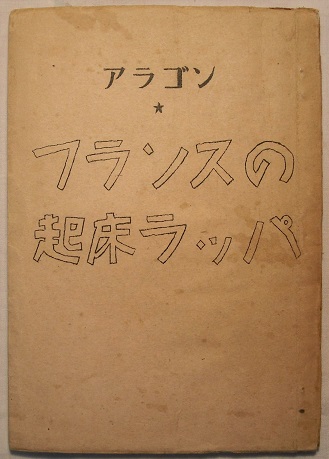 アラゴン
★
フランスの
起床ラッパ